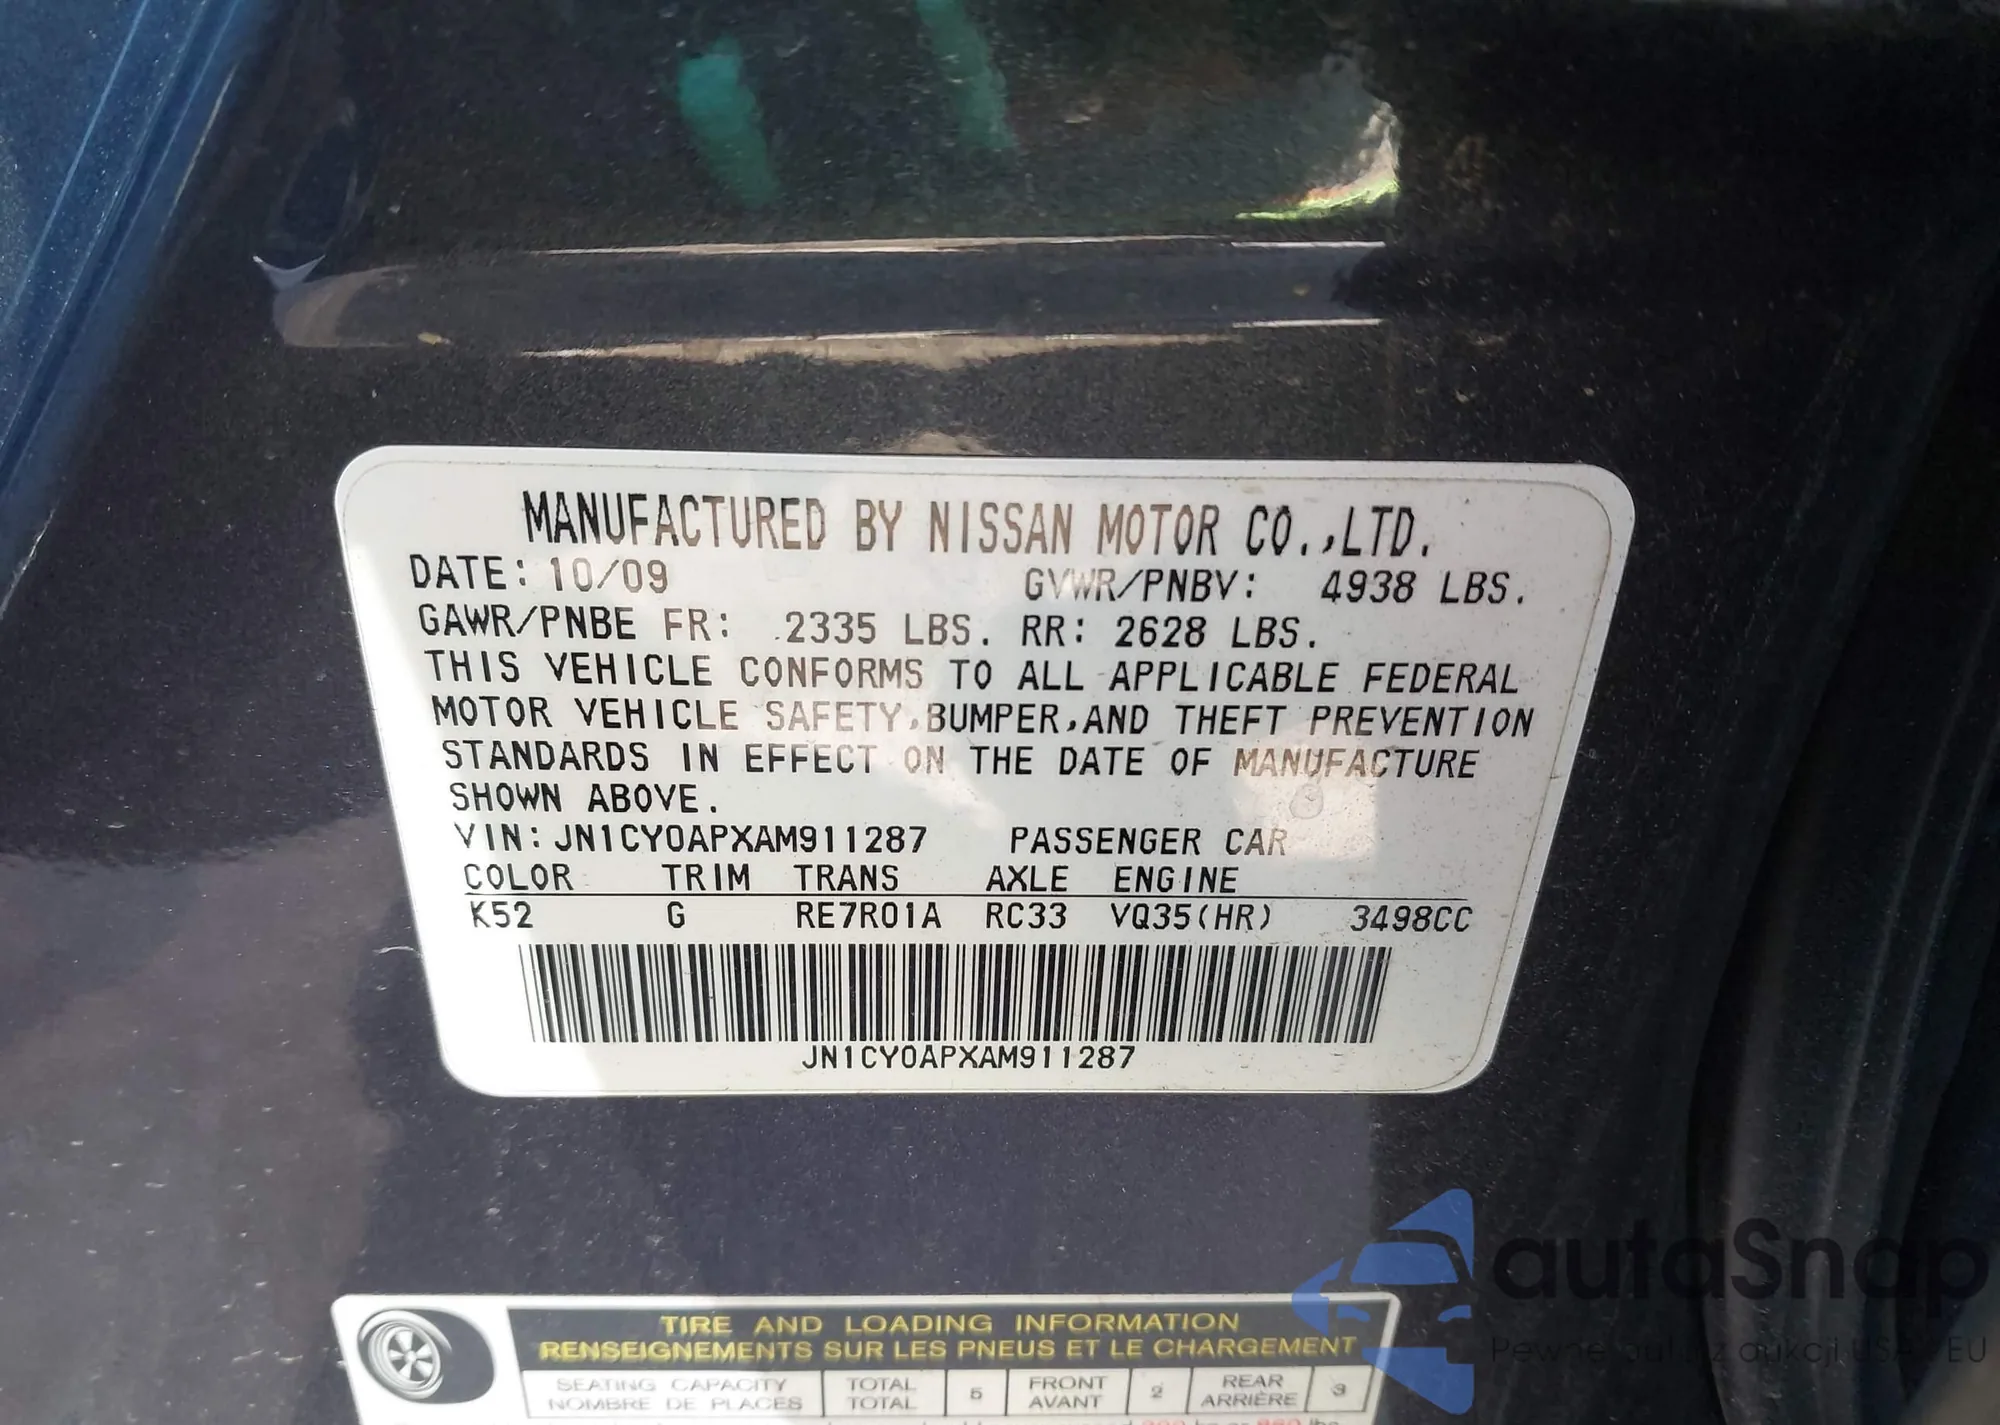 MANUFACTURED BY NISSAN MOTOR CO.,LTD.
DATE: 10/09 GVWR/PNBV: 4938 LBS.
GAWR/PNBE FR: 2335 LBS. RR: 2628 LBS.
THIS VEHICLE CONFORMS TO ALL APPLICABLE FEDERAL
MOTOR VEHICLE SAFETY,BUMPER,AND THEFT PREVENTION
STANDARDS IN EFFECT ON THE DATE OF MANUFACTURE
SHOWN ABOVE.
VIN:JN1CY0APXAM911287 PASSENGER CAR
COLOR TRIM TRANS AXLE ENGINE
K52 G RE7R01A RC33 VQ35(HR) 3498CC
JN1CY0APXAM911287
autaSnap
TIRE AND LOADING INFORMATION
RENSEIGNEMENTS SUR LES PNEUS ET LE CHARGEMENT
SEATING CAPACITY TOTAL 5 FRONT 2 REAR 3
NOMBRE DE PLACES TOTAL AVANT ARRIÈRE